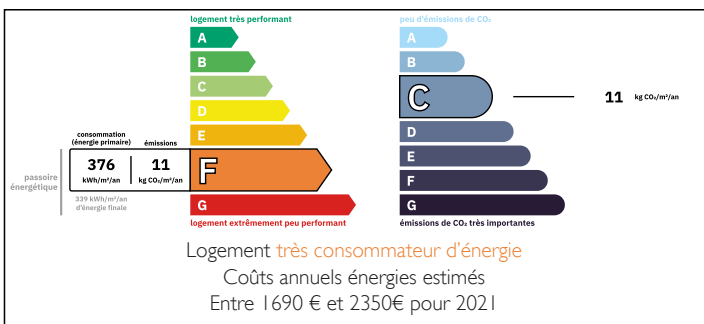 logement très performant
A
B
C
D
E
F
G
logement extrêmement peu performant
consommation
(énergie primaire)
émissions
376
11
kWh/m²/an
kg CO₂/m²/an
passoire
énergétique
339 kWh/m²/an
d'énergie finale
peu d'émissions de CO₂
A
B
C
11 kg CO₂/m²/an
D
E
F
G
émissions de CO₂ très importantes
Logement très consommateur d'énergie
Coûts annuels énergies estimés
Entre 1690 € et 2350€ pour 2021